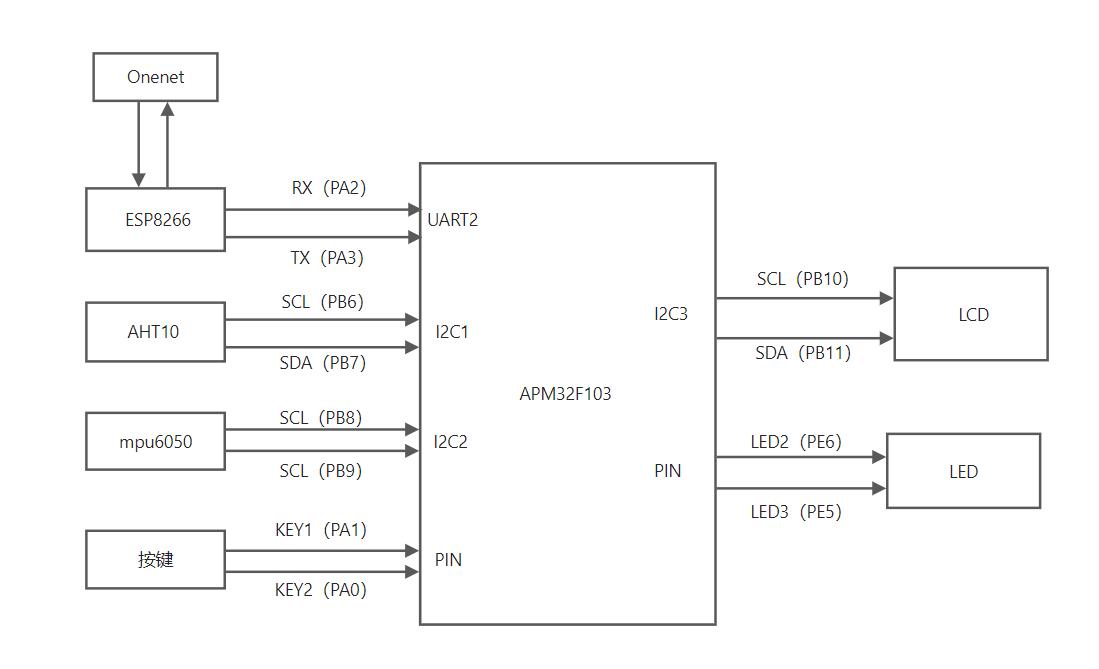 Onenet
RX（PA2）
ESP8266
UART2
TX（PA3）
SCL（PB6）
AHT10
I2C1
SDA（PB7）
SCL（PB8）
mpu6050
I2C2
SCL（PB9）
KEY1（PA1）
按键
PIN
KEY2（PA0）
APM32F103
SCL（PB10）
I2C3
LCD
SDA（PB11）
LED2（PE6）
PIN
LED
LED3（PE5）